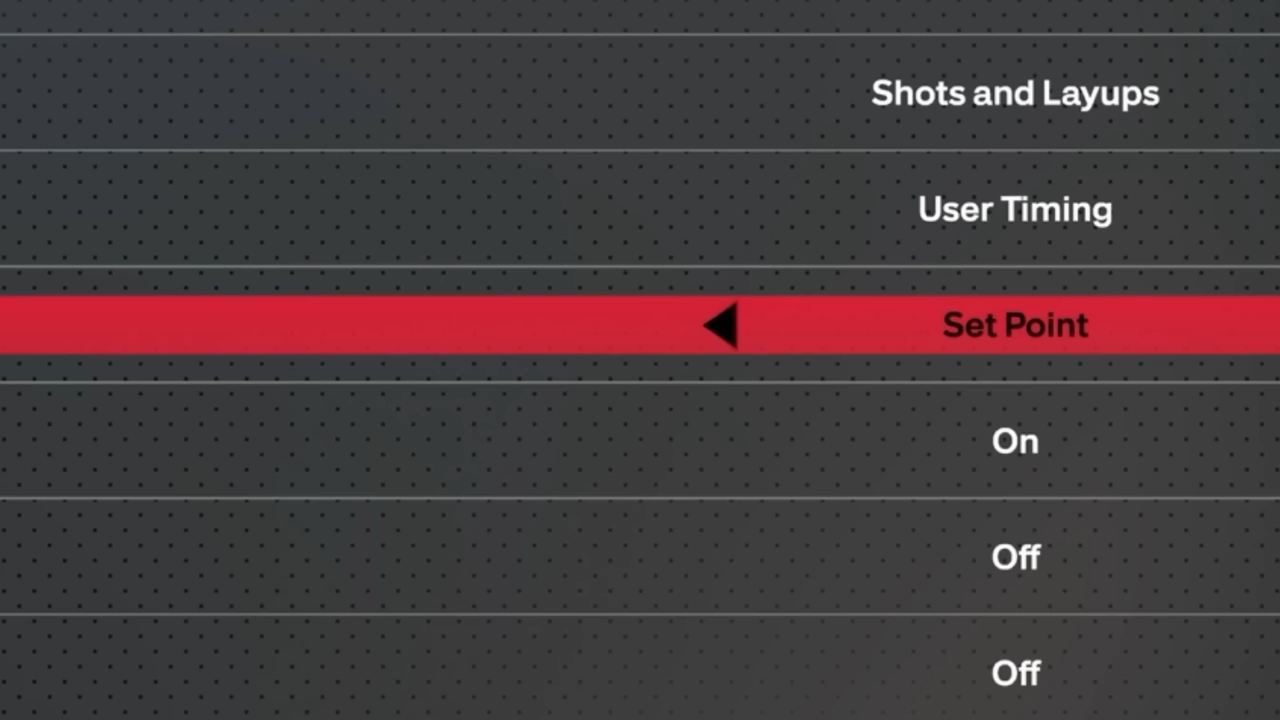 Shots and Layups
User Timing
Set Point
On
Off
Off